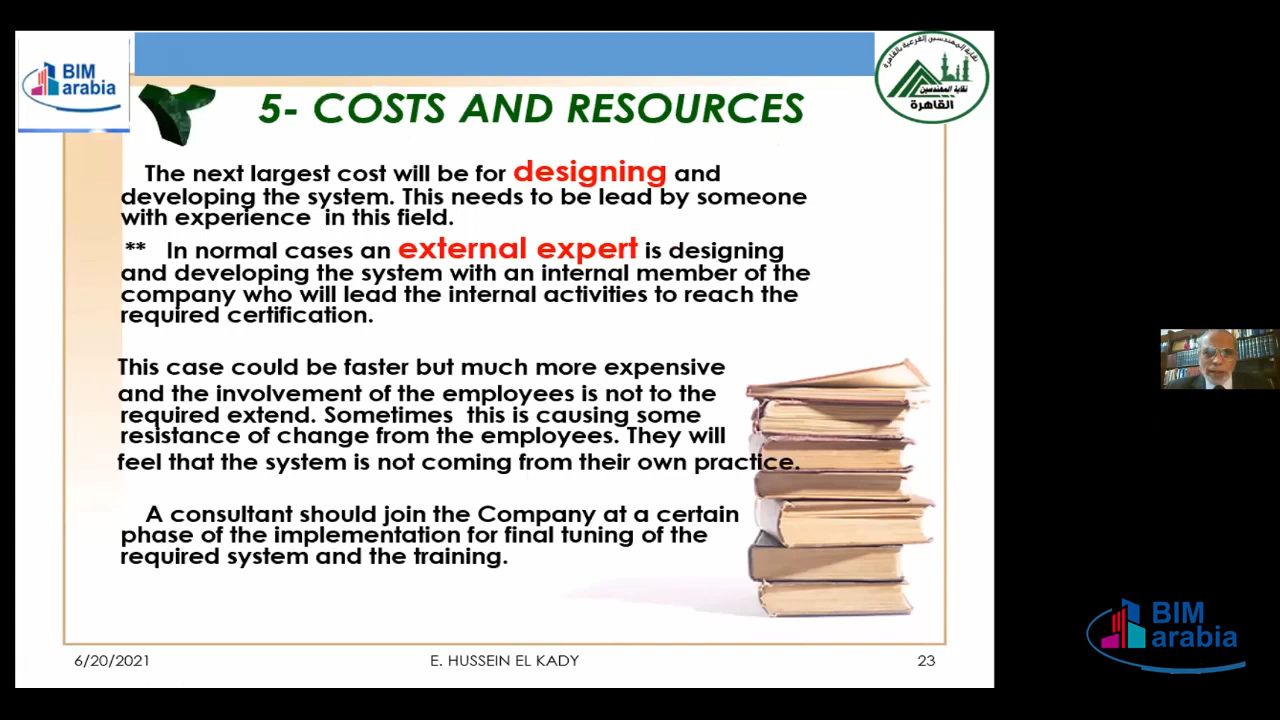 BIM
arabia
نقابة المهندسين الفرعية بالقاهرة
نقابة المهندسين
القاهرة
5- COSTS AND RESOURCES
The next largest cost will be for designing and
developing the system. This needs to be lead by someone
with experience in this field.
** In normal cases an external expert is designing
and developing the system with an internal member of the
company who will lead the internal activities to reach the
required certification.
This case could be faster but much more expensive
and the involvement of the employees is not to the
required extend. Sometimes this is causing some
resistance of change from the employees. They will
feel that the system is not coming from their own practice.
A consultant should join the Company at a certain
phase of the implementation for final tuning of the
required system and the training.
6/20/2021
E. HUSSEIN EL KADY
23
BIM
arabia